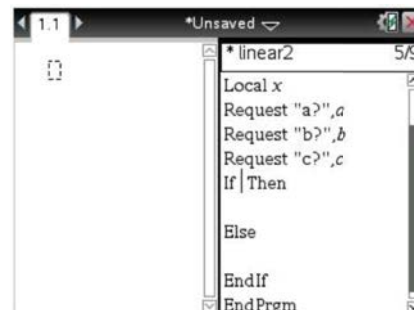 1.1 *Unsaved
* linear2 5/9
Local x
Request "a?",a
Request "b?",b
Request "c?",c
If Then
Else
EndIf
EndPrgm